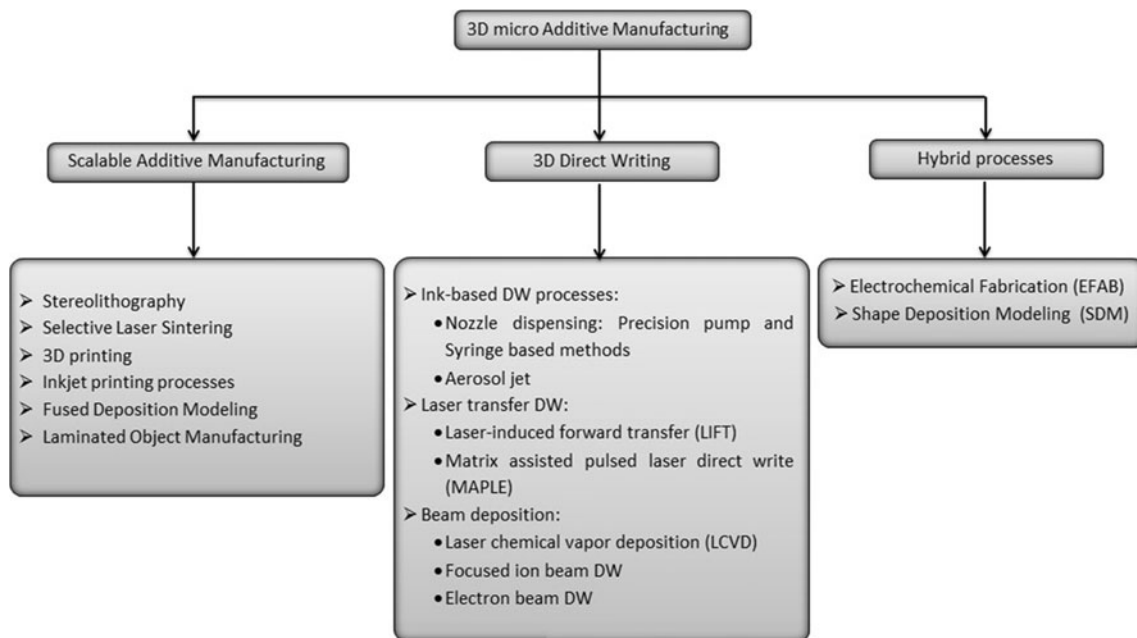 3D micro Additive Manufacturing
Scalable Additive Manufacturing
3D Direct Writing
Hybrid processes
➢ Stereolithography
➢ Selective Laser Sintering
➢ 3D printing
➢ Inkjet printing processes
➢ Fused Deposition Modeling
➢ Laminated Object Manufacturing
➢ Ink-based DW processes:
• Nozzle dispensing: Precision pump and
Syringe based methods
• Aerosol jet
➢ Laser transfer DW:
• Laser-induced forward transfer (LIFT)
• Matrix assisted pulsed laser direct write
(MAPLE)
➢ Beam deposition:
• Laser chemical vapor deposition (LCVD)
• Focused ion beam DW
• Electron beam DW
➢ Electrochemical Fabrication (EFAB)
➢ Shape Deposition Modeling (SDM)